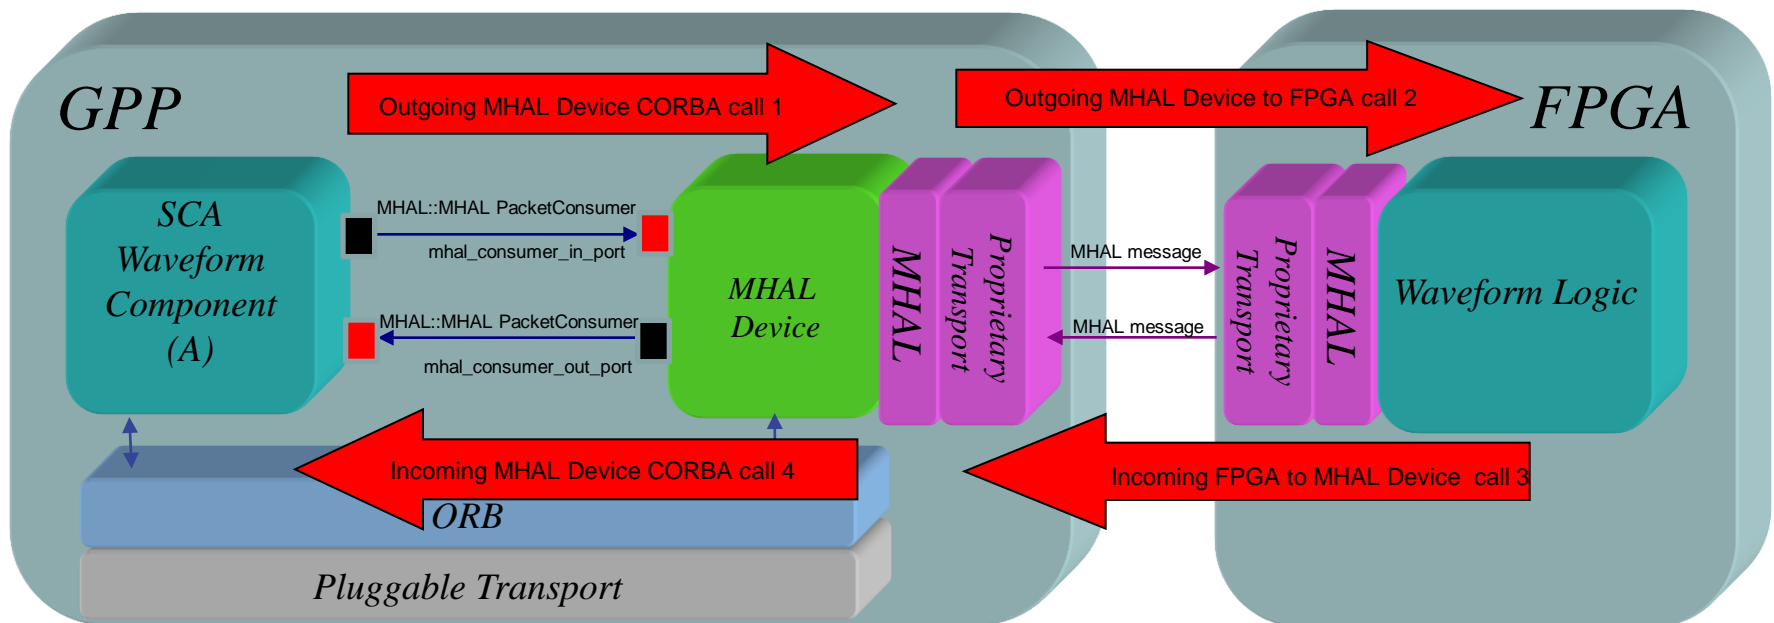 GPP
Outgoing MHAL Device CORBA call 1
Outgoing MHAL Device to FPGA call 2
FPGA
SCA
Waveform
Component
(A)
MHAL::MHAL PacketConsumer
mhal_consumer_in_port
MHAL::MHAL PacketConsumer
mhal_consumer_out_port
MHAL
Device
MHAL
Proprietary
Transport
MHAL message
MHAL message
Proprietary
Transport
MHAL
Waveform Logic
Incoming MHAL Device CORBA call 4
Incoming FPGA to MHAL Device  call 3
ORB
Pluggable Transport